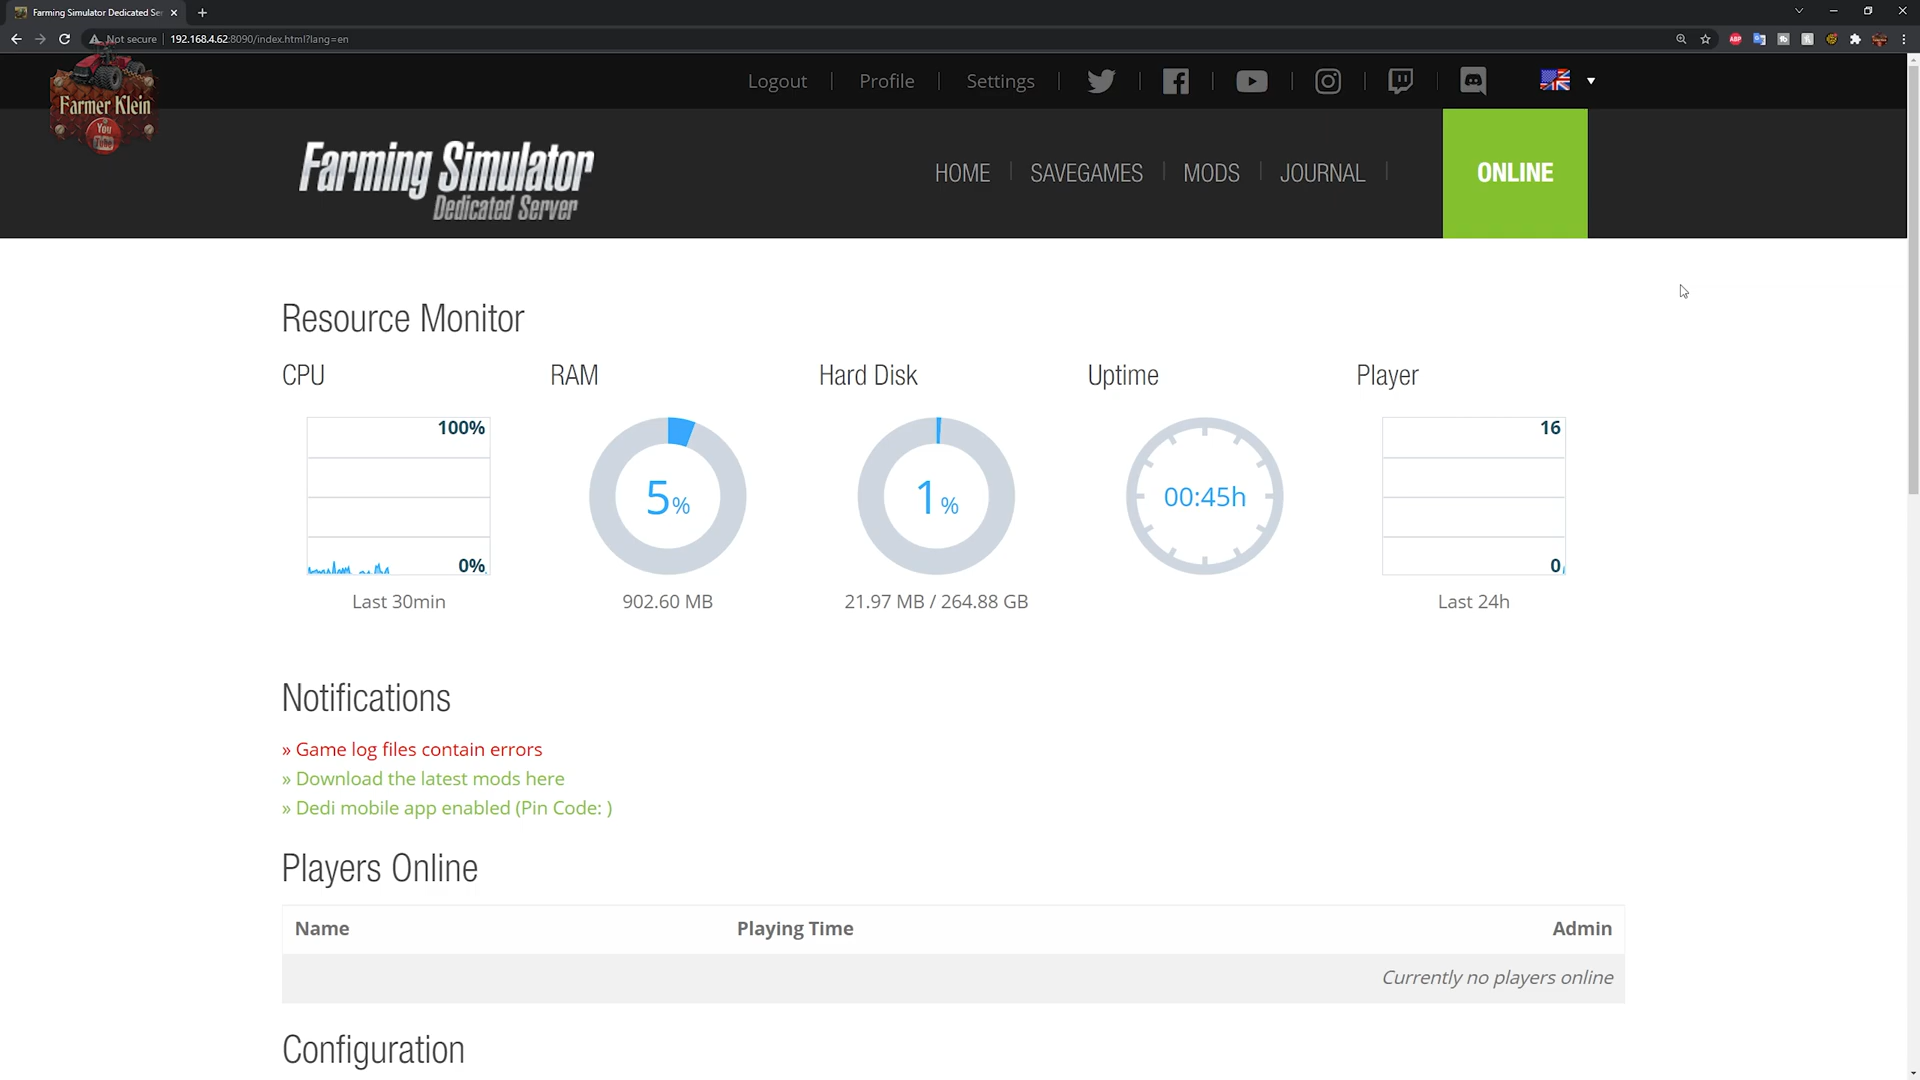 Farming Simulator Dedicated Ser
Not secure
192.168.4.62:8090/index.html?lang=en
ABP
Farmer Klein
You
Tube
Logout
Profile
Settings
Farming Simulator
Dedicated Server
HOME
SAVEGAMES
MODS
JOURNAL
ONLINE
Resource Monitor
CPU
RAM
Hard Disk
Uptime
Player
100%
0%
Last 30min
5%
902.60 MB
1%
21.97 MB / 264.88 GB
00:45h
16
0
Last 24h
Notifications
» Game log files contain errors
» Download the latest mods here
» Dedi mobile app enabled (Pin Code: )
Players Online
Name
Playing Time
Admin
Currently no players online
Configuration